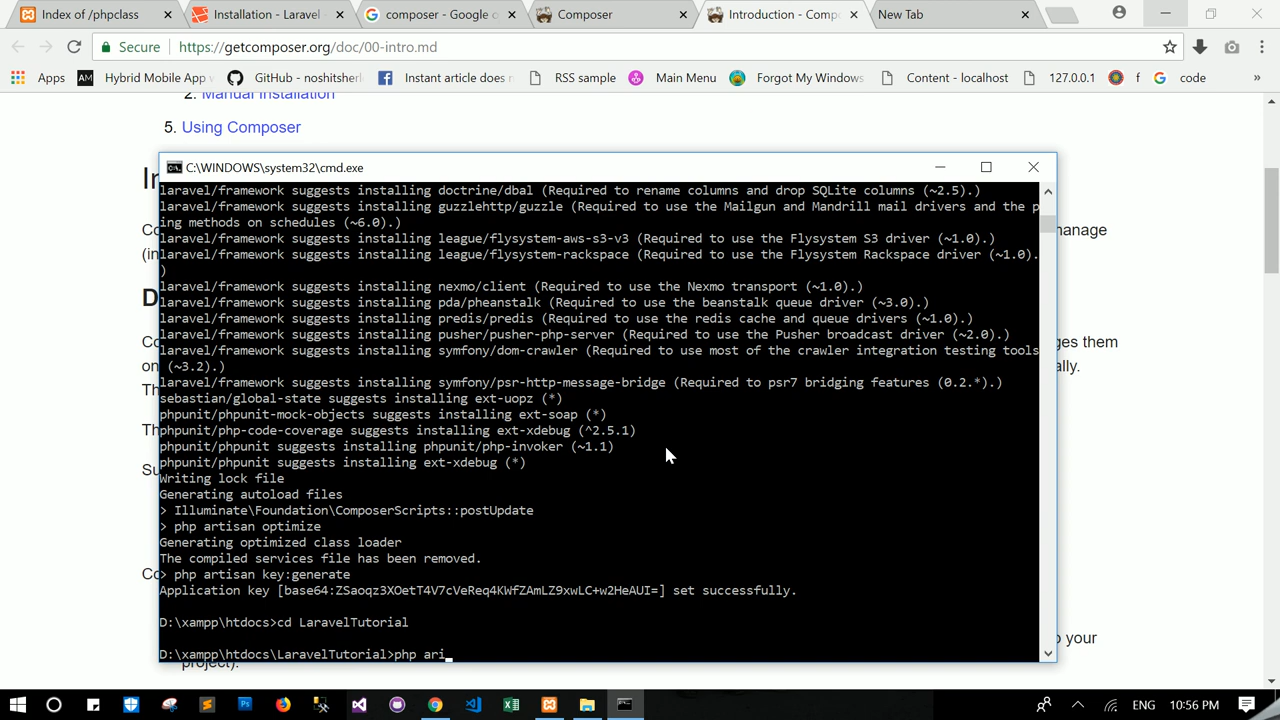 Index of /phpclass
Installation - Laravel -
composer - Google
Composer
Introduction - Comp
New Tab
Secure
https://getcomposer.org/doc/00-intro.md
Apps
Hybrid Mobile App
GitHub - noshitsherl
Instant article does n
RSS sample
Main Menu
Forget My Windows
Content - localhost
127.0.0.1
f
code
»
2. Manual Installation
5. Using Composer
C:\WINDOWS\system32\cmd.exe
laravel/framework suggests installing doctrine/dbal (Required to rename columns and drop SQLite columns (~2.5).)
laravel/framework suggests installing guzzlehttp/guzzle (Required to use the Mailgun and Mandrill mail drivers and the p
ing methods on schedules (~6.0).)
laravel/framework suggests installing league/flysystem-aws-s3-v3 (Required to use the Flysystem S3 driver (~1.0).)
laravel/framework suggests installing league/flysystem-rackspace (Required to use the Flysystem Rackspace driver (~1.0).
)
laravel/framework suggests installing nexmo/client (Required to use the Nexmo transport (~1.0).)
laravel/framework suggests installing pda/pheanstalk (Required to use the beanstalk queue driver (~3.0).)
laravel/framework suggests installing predis/predis (Required to use the redis cache and queue drivers (~1.0).)
laravel/framework suggests installing pusher/pusher-php-server (Required to use the Pusher broadcast driver (~2.0).)
laravel/framework suggests installing symfony/dom-crawler (Required to use most of the crawler integration testing tools
(~3.2).)
laravel/framework suggests installing symfony/psr-http-message-bridge (Required to psr7 bridging features (0.2.*).)
sebastian/global-state suggests installing ext-uopz (*)
phpunit/phpunit-mock-objects suggests installing ext-soap (*)
phpunit/php-code-coverage suggests installing ext-xdebug (^2.5.1)
phpunit/phpunit suggests installing phpunit/php-invoker (~1.1)
phpunit/phpunit suggests installing ext-xdebug (*)
Writing lock file
Generating autoload files
> Illuminate\Foundation\ComposerScripts::postUpdate
> php artisan optimize
Generating optimized class loader
The compiled services file has been removed.
> php artisan key:generate
Application key [base64:ZSaoqz3XOetT4V7cVeReq4KWfZAmLZ9xwLC+w2HeAUI=] set successfully.
D:\xampp\htdocs>cd LaravelTutorial
D:\xampp\htdocs\LaravelTutorial>php ari
manage
(in
ges them
on
ally.
Th
Th
Su
to your
project).
ENG
10:56 PM